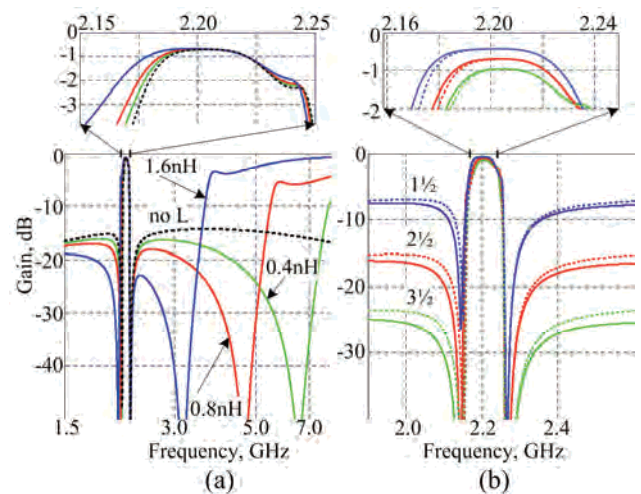 2.15 2.20 2.25
0
-1
-2
-3
0
-10
-20
-30
-40
Gain, dB
1.6nH
no L
0.4nH
0.8nH
1.5 3.0 5.0 7.0
Frequency, GHz
(a)
2.16 2.20 2.24
0
-1
-2
0
-10
-20
-30
1½
2½
3½
2.0 2.2 2.4
Frequency, GHz
(b)